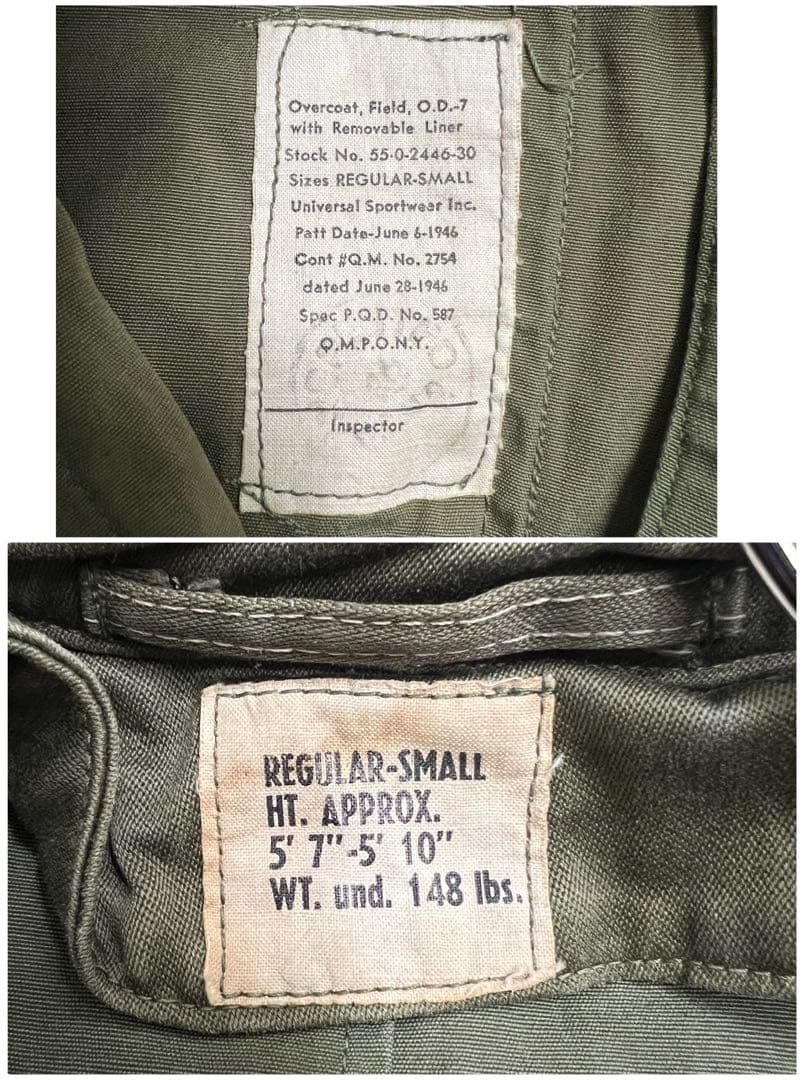 Overcoat, Field, O.D.-7
with Removable Liner
Stock No. 55-0-2446-30
Sizes REGULAR-SMALL
Universal Sportwear Inc.
Patt Date-June 6-1946
Cont #Q.M. No. 2754
dated June 28-1946
Spec P.Q.D. No. 587
Q.M.P.O.N.Y.
Inspector
REGULAR-SMALL
HT. APPROX.
5' 7"-5' 10"
WT. und. 148 lbs.